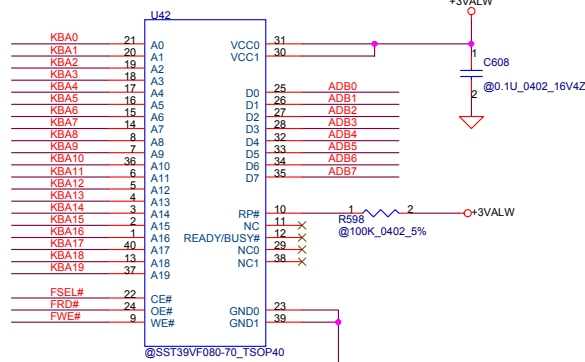 +3VALW
U42
KBA0 21 A0 VCC0 31
KBA1 20 A1 VCC1 30
KBA2 19 A2
KBA3 18 A3
KBA4 17 A4 D0 25 ADB0
KBA5 16 A5 D1 26 ADB1
KBA6 15 A6 D2 27 ADB2
KBA7 14 A7 D3 28 ADB3
KBA8 8 A8 D4 32 ADB4
KBA9 7 A9 D5 33 ADB5
KBA10 36 A10 D6 34 ADB6
KBA11 6 A11 D7 35 ADB7
KBA12 5 A12
KBA13 4 A13
KBA14 3 A14 RP# 10
KBA15 2 A15 NC 11
KBA16 1 A16 READY/BUSY# 12
KBA17 40 A17 NC0 29
KBA18 13 A18 NC1 38
KBA19 37 A19
FSEL# 22 CE#
FRD# 24 OE# GND0 23
FWE# 9 WE# GND1 39
@SST39VF080-70_TSOP40
1
C608
@0.1U_0402_16V4Z
2
1 2 +3VALW
R598
@100K_0402_5%